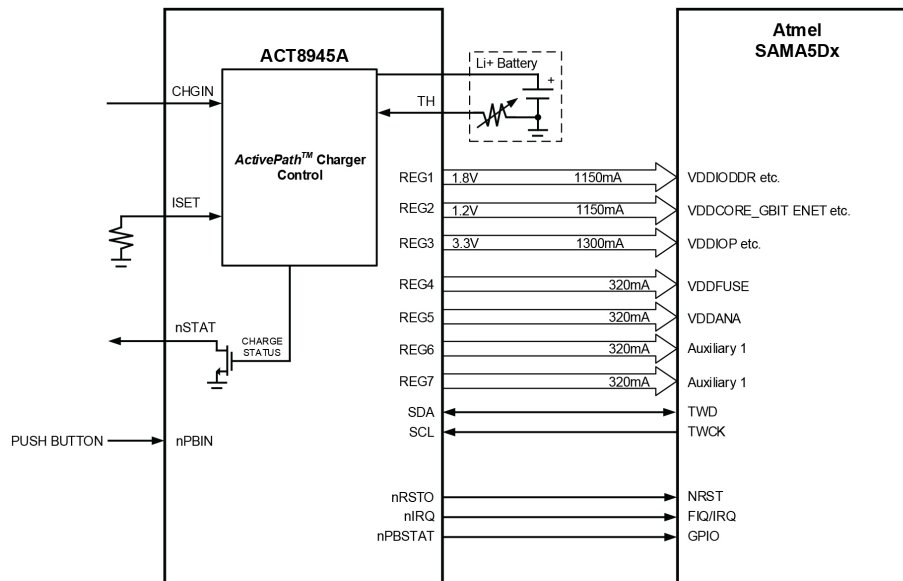 ACT8945A
Atmel
SAMA5Dx
Li+ Battery
+
CHGIN
TH
ActivePath™ Charger
Control
ISET
nSTAT
CHARGE
STATUS
PUSH BUTTON
nPBIN
REG1 1.8V 1150mA VDDIODDR etc.
REG2 1.2V 1150mA VDDCORE_GBIT ENET etc.
REG3 3.3V 1300mA VDDIOP etc.
REG4 320mA VDDFUSE
REG5 320mA VDDANA
REG6 320mA Auxiliary 1
REG7 320mA Auxiliary 1
SDA TWD
SCL TWCK
nRSTO NRST
nIRQ FIQ/IRQ
nPBSTAT GPIO